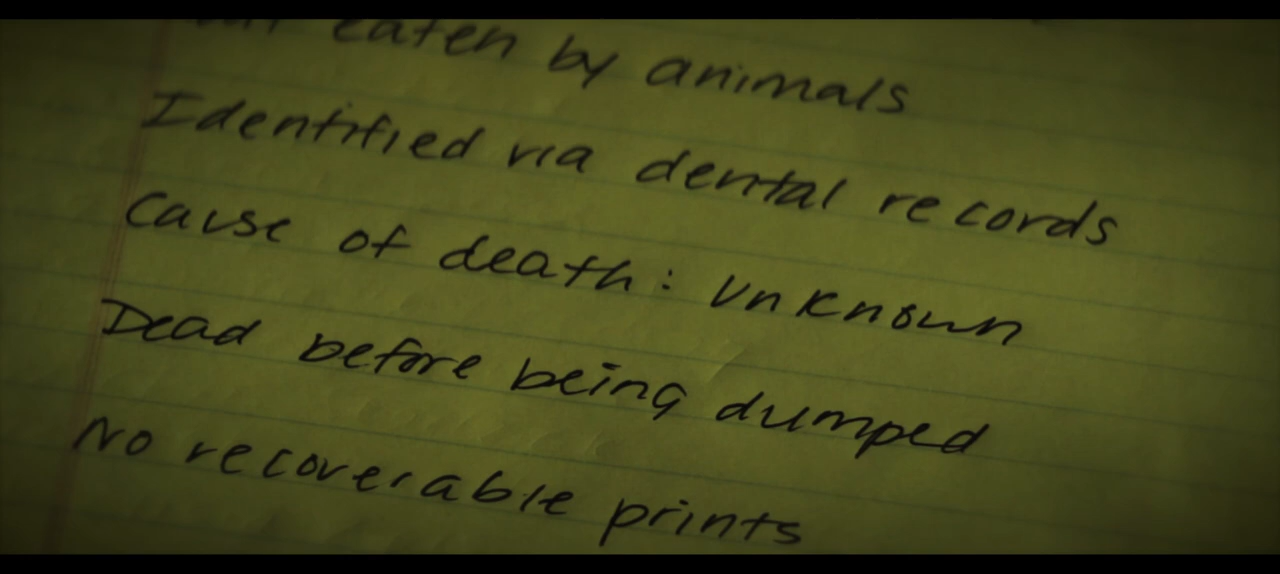 eaten by animals
Identified via dental records
Cause of death: Unknown
Dead before being dumped
No recoverable prints